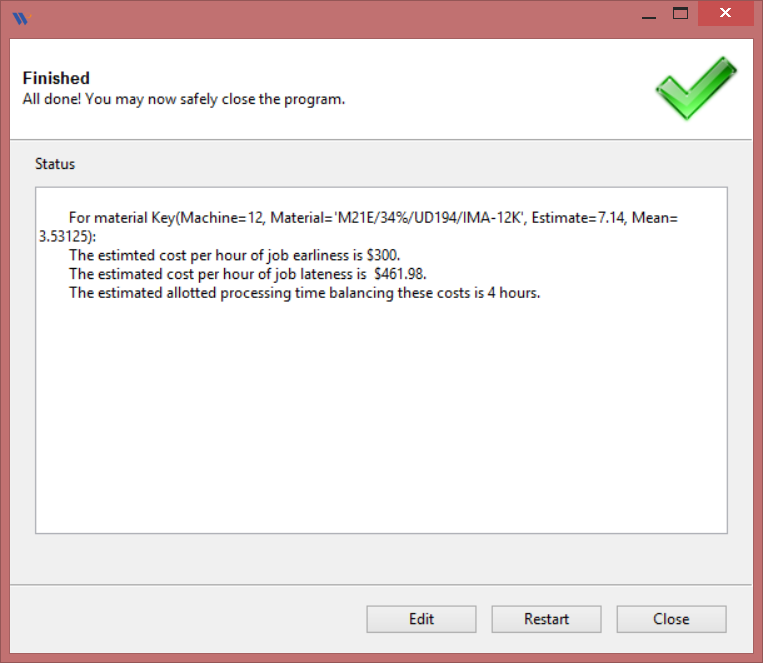 Finished
All done! You may now safely close the program.
Status
For material Key(Machine=12, Material='M21E/34%/UD194/IMA-12K', Estimate=7.14, Mean=
3.53125):
The estimted cost per hour of job earliness is $300.
The estimated cost per hour of job lateness is  $461.98.
The estimated allotted processing time balancing these costs is 4 hours.
Edit
Restart
Close